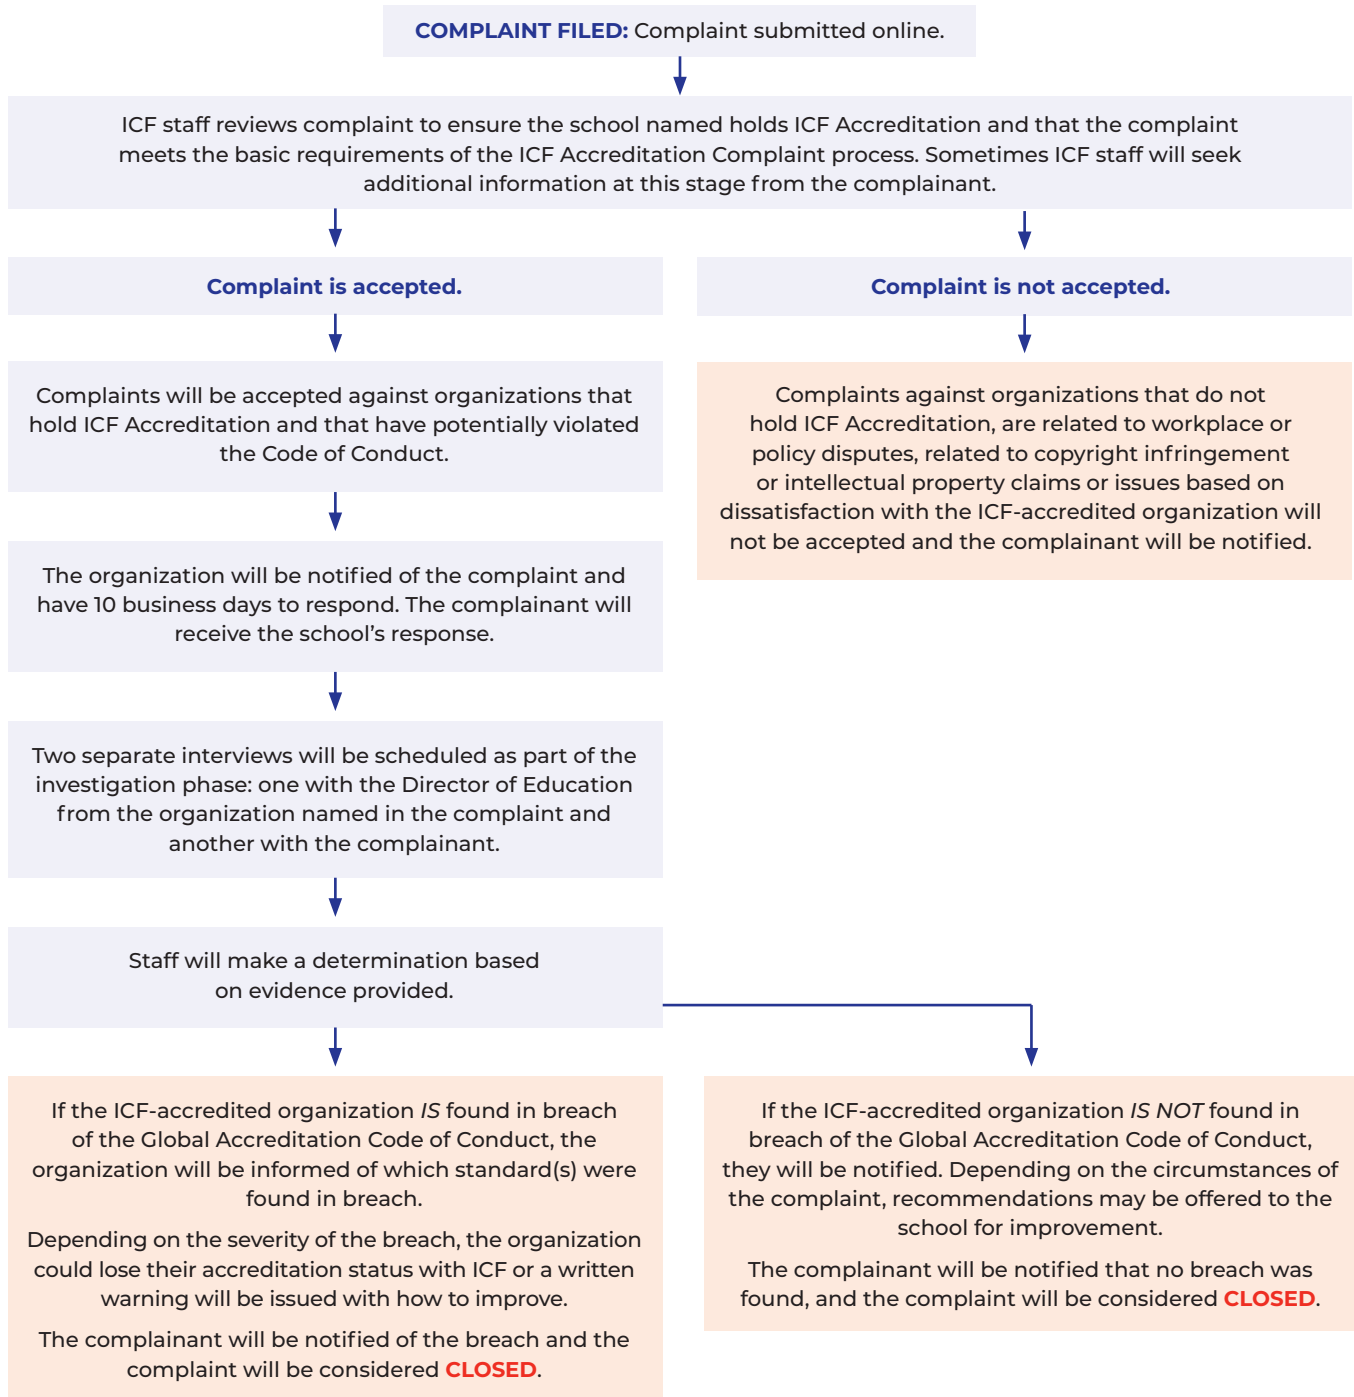 COMPLAINT FILED: Complaint submitted online.
ICF staff reviews complaint to ensure the school named holds ICF Accreditation and that the complaint
meets the basic requirements of the ICF Accreditation Complaint process. Sometimes ICF staff will seek
additional information at this stage from the complainant.
Complaint is accepted.
Complaint is not accepted.
Complaints will be accepted against organizations that
hold ICF Accreditation and that have potentially violated
the Code of Conduct.
Complaints against organizations that do not
hold ICF Accreditation, are related to workplace or
policy disputes, related to copyright infringement
or intellectual property claims or issues based on
dissatisfaction with the ICF-accredited organization will
not be accepted and the complainant will be notified.
The organization will be notified of the complaint and
have 10 business days to respond. The complainant will
receive the school’s response.
Two separate interviews will be scheduled as part of the
investigation phase: one with the Director of Education
from the organization named in the complaint and
another with the complainant.
Staff will make a determination based
on evidence provided.
If the ICF-accredited organization IS found in breach
of the Global Accreditation Code of Conduct, the
organization will be informed of which standard(s) were
found in breach.
Depending on the severity of the breach, the organization
could lose their accreditation status with ICF or a written
warning will be issued with how to improve.
The complainant will be notified of the breach and the
complaint will be considered CLOSED.
If the ICF-accredited organization IS NOT found in
breach of the Global Accreditation Code of Conduct,
they will be notified. Depending on the circumstances of
the complaint, recommendations may be offered to the
school for improvement.
The complainant will be notified that no breach was
found, and the complaint will be considered CLOSED.